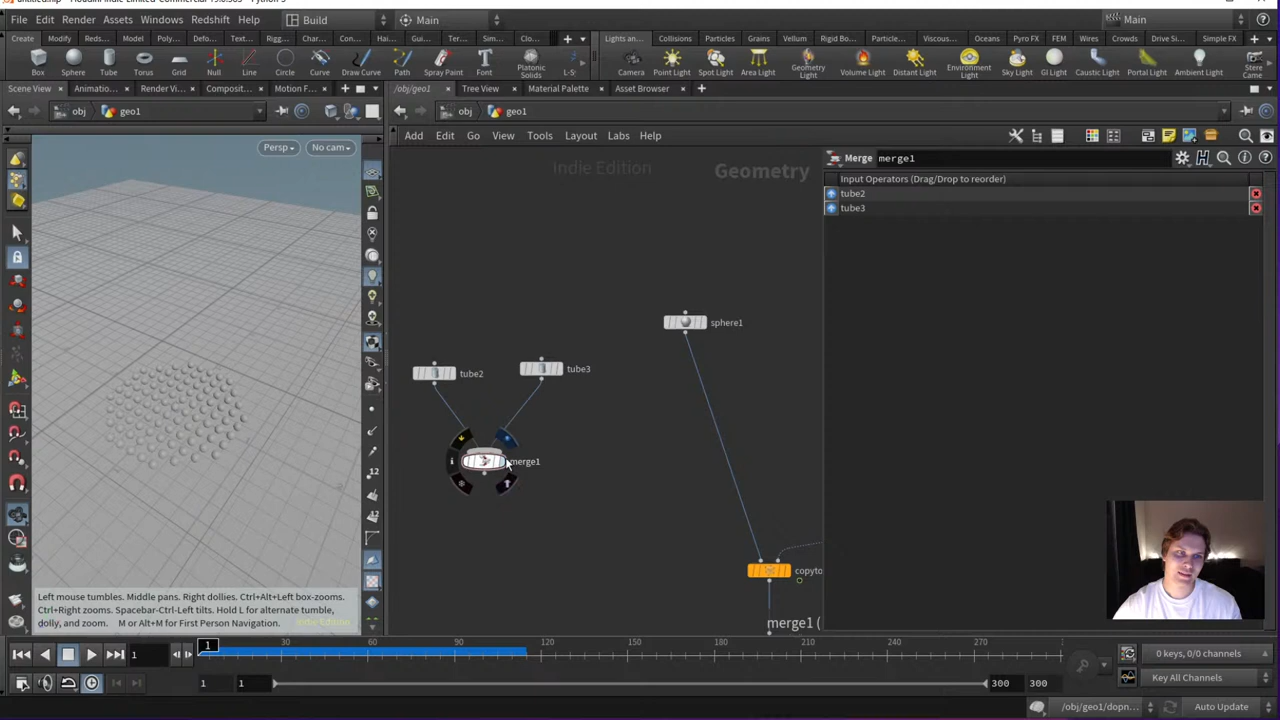 File Edit Render Assets Windows Redshift Help Build Main Main
Create Modify Reds... Model Poly... Defo... Textu... Rigg... Char... Con... Hai... Gui... Ter... Sim... Clo... Lights an... Collisions Particles Grains Vellum Rigid Bo... Particle... Viscous... Oceans Pyro FX FEM Wires Crowds Drive Si... Simple FX
Box Sphere Tube Torus Grid Null Line Circle Curve Draw Curve Path Spray Paint Font Platonic Solids L-S Camera Point Light Spot Light Area Light Geometry Light Volume Light Distant Light Environment Light Sky Light GI Light Caustic Light Portal Light Ambient Light Stereo Came
Scene View Animatio... Render Vi... Composit... Motion F... /obj/geo1 Tree View Material Palette Asset Browser
obj geo1 obj geo1
Add Edit Go View Tools Layout Labs Help
Persp No cam
Indie Edition Geometry
Merge merge1
Input Operators (Drag/Drop to reorder)
tube2
tube3
sphere1
tube2 tube3
merge1
copyto
merge1 (
Left mouse tumbles. Middle pans. Right dollies. Ctrl+Alt+Left box-zooms.
Ctrl+Right zooms. Spacebar-Ctrl-Left tilts. Hold L for alternate tumble,
dolly, and zoom. M or Alt+M for First Person Navigation.
Indie Edition
1 1 30 60 90 120 150 180 210 240 270 0 keys, 0/0 channels
1 1 300 300 Key All Channels
/obj/geo1/dopn... Auto Update